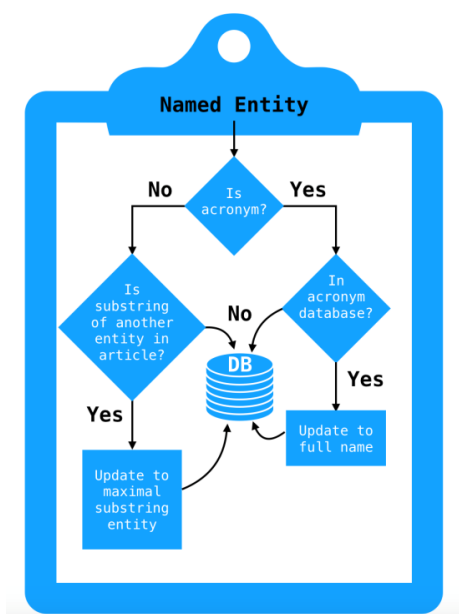 Named Entity
Is
acronym?
No
Yes
Is
substring
of another
entity in
article?
In
acronym
database?
No
DB
Yes
Yes
Update to
full name
Update to
maximal
substring
entity